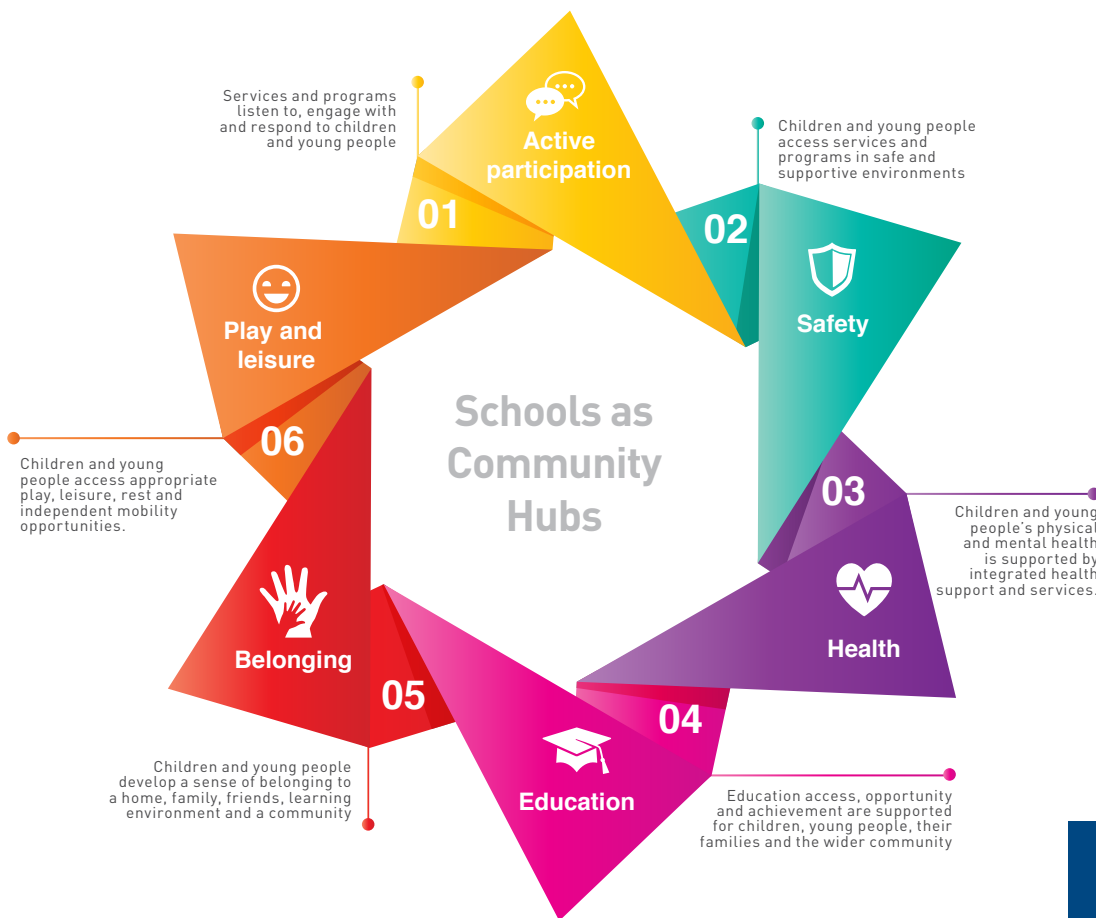 Services and programs
listen to, engage with
and respond to children
and young people
01
Active
participation
Children and young people
access services and
programs in safe and
supportive environments
02
Safety
Children and young
people's physical
and mental health
is supported by
integrated health
support and services.
03
Health
Education access, opportunity
and achievement are supported
for children, young people, their
families and the wider community
04
Education
Children and young people
develop a sense of belonging to
a home, family, friends, learning
environment and a community
05
Belonging
Children and young
people access appropriate
play, leisure, rest and
independent mobility
opportunities.
06
Play and
leisure
Schools as
Community
Hubs